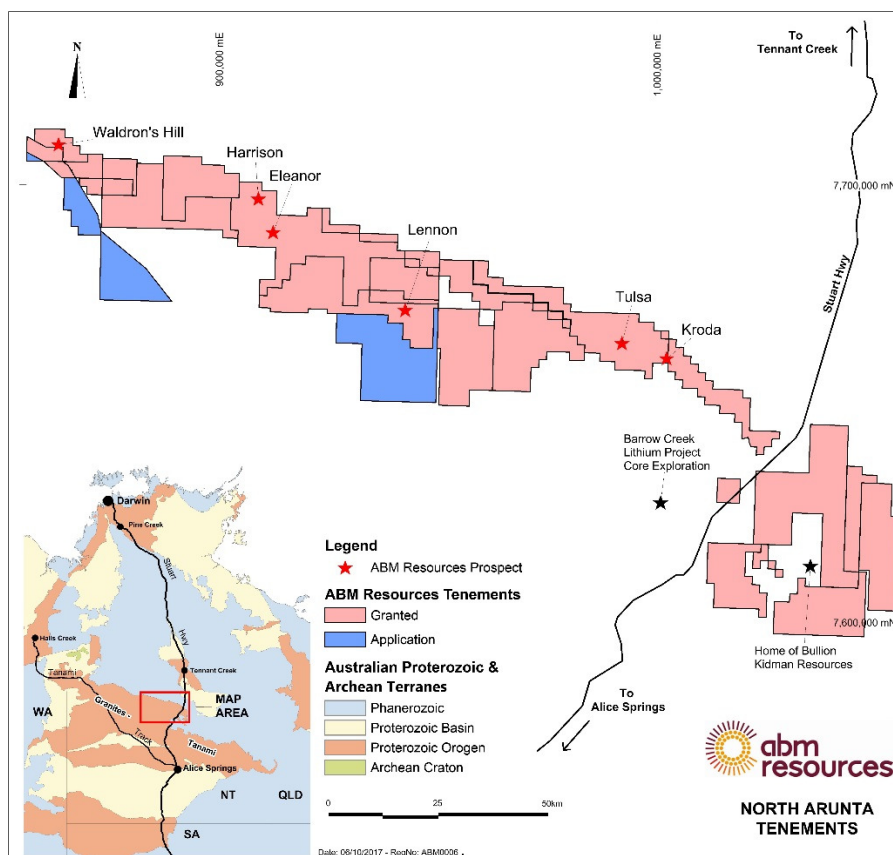 To
Tennant Creek
N
900,000 mE
1,000,000 mE
Waldron's Hill
Harrison
Eleanor
7,700,000 mN
Lennon
Stuart Hwy
Tulsa
Kroda
Barrow Creek
Lithium Project
Core Exploration
Darwin
Pine Creek
Stuart
Hwy
Halls Creek
Tanami
Tennant Creek
WA
Granites -
Track
Tanami
MAP
AREA
Alice Springs
NT
QLD
SA
Legend
ABM Resources Prospect
ABM Resources Tenements
Granted
Application
Australian Proterozoic &
Archean Terranes
Phanerozoic
Proterozoic Basin
Proterozoic Orogen
Archean Craton
0
25
50km
Date: 06/10/2017 - RegNo: ABM0006
7,600,000 mN
Home of Bullion
Kidman Resources
To
Alice Springs
abm
resources
NORTH ARUNTA
TENEMENTS